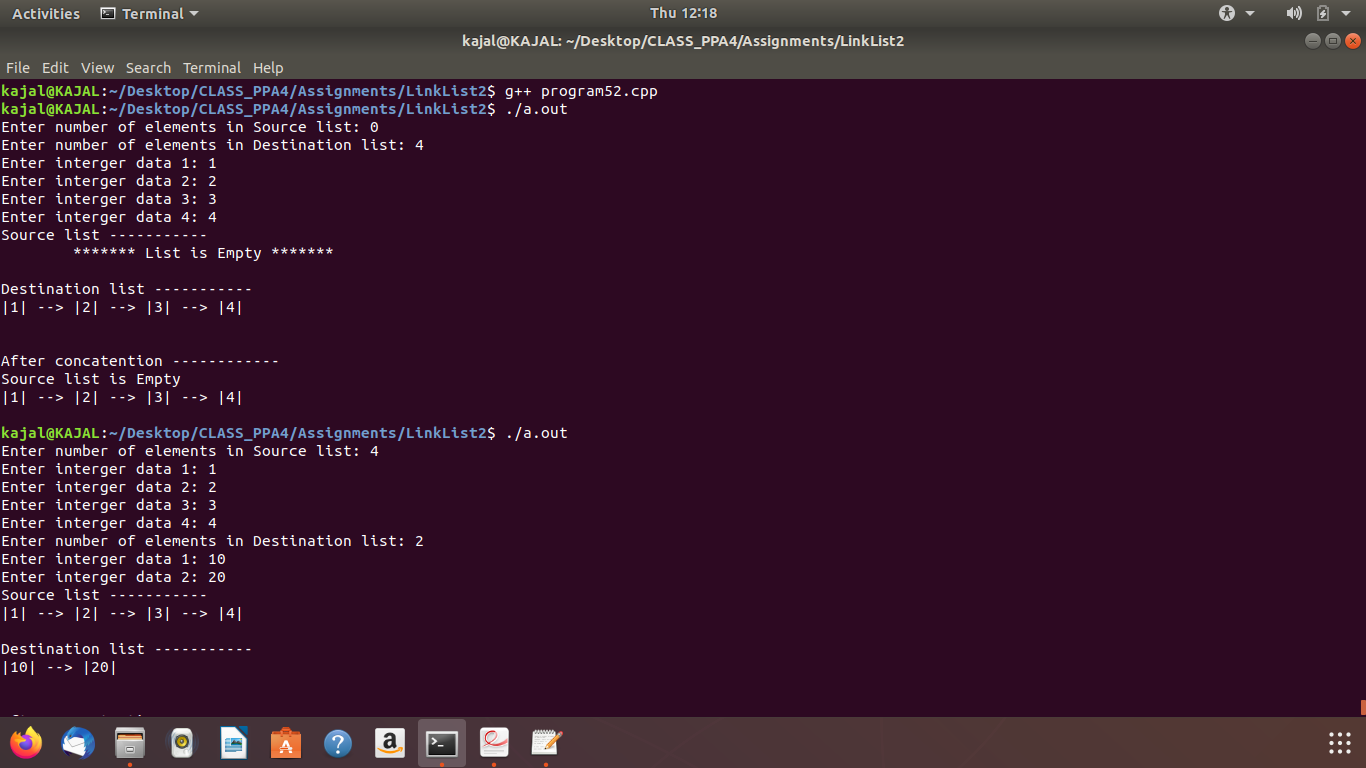 Activities Terminal Thu 12:18
kajal@KAJAL: ~/Desktop/CLASS_PPA4/Assignments/LinkList2
File Edit View Search Terminal Help
kajal@KAJAL:~/Desktop/CLASS_PPA4/Assignments/LinkList2$ g++ program52.cpp
kajal@KAJAL:~/Desktop/CLASS_PPA4/Assignments/LinkList2$ ./a.out
Enter number of elements in Source list: 0
Enter number of elements in Destination list: 4
Enter interger data 1: 1
Enter interger data 2: 2
Enter interger data 3: 3
Enter interger data 4: 4
Source list -----------
******* List is Empty *******
Destination list -----------
|1| --> |2| --> |3| --> |4|
After concatention ------------
Source list is Empty
|1| --> |2| --> |3| --> |4|
kajal@KAJAL:~/Desktop/CLASS_PPA4/Assignments/LinkList2$ ./a.out
Enter number of elements in Source list: 4
Enter interger data 1: 1
Enter interger data 2: 2
Enter interger data 3: 3
Enter interger data 4: 4
Enter number of elements in Destination list: 2
Enter interger data 1: 10
Enter interger data 2: 20
Source list -----------
|1| --> |2| --> |3| --> |4|
Destination list -----------
|10| --> |20|